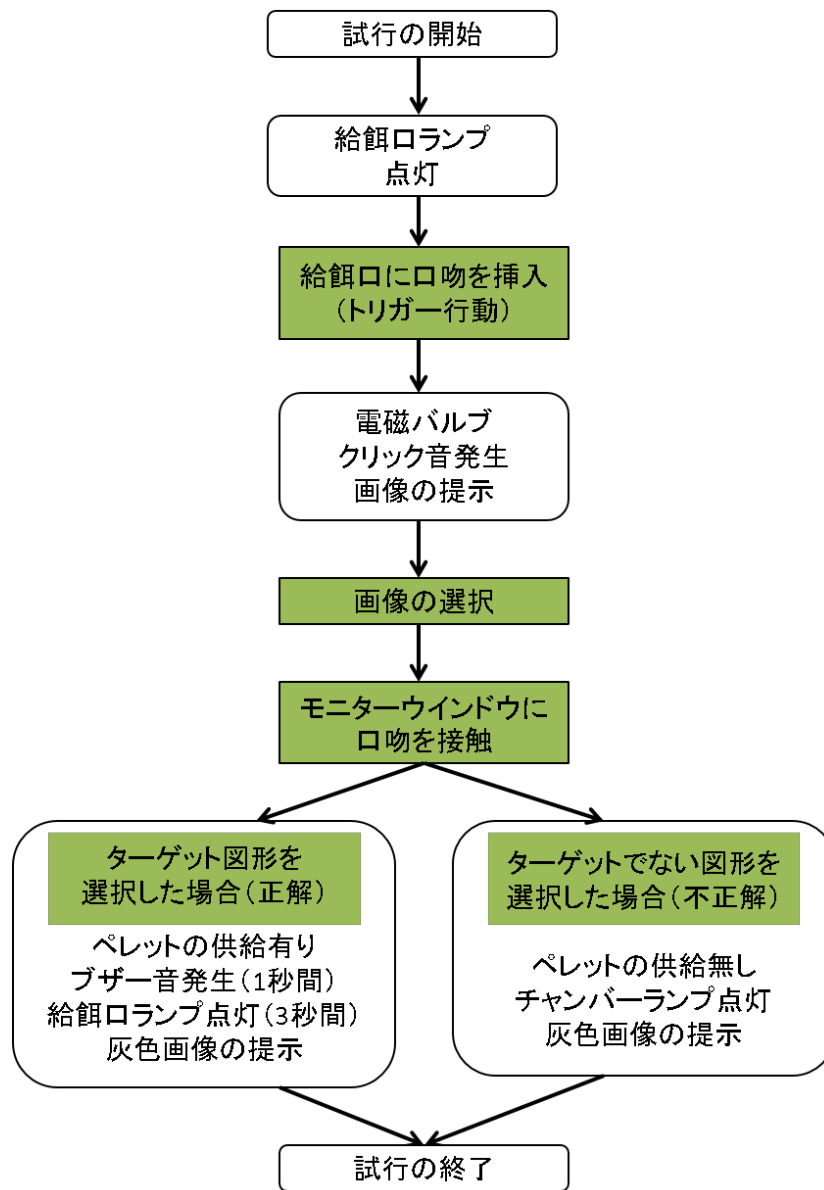 試行の開始
給餌口ランプ
点灯
給餌口に口吻を挿入
（トリガー行動）
電磁バルブ
クリック音発生
画像の提示
画像の選択
モニターウインドウに
口吻を接触
ターゲット図形を
選択した場合（正解）
ペレットの供給有り
ブザー音発生（1秒間）
給餌口ランプ点灯（3秒間）
灰色画像の提示
ターゲットでない図形を
選択した場合（不正解）
ペレットの供給無し
チャンバーランプ点灯
灰色画像の提示
試行の終了